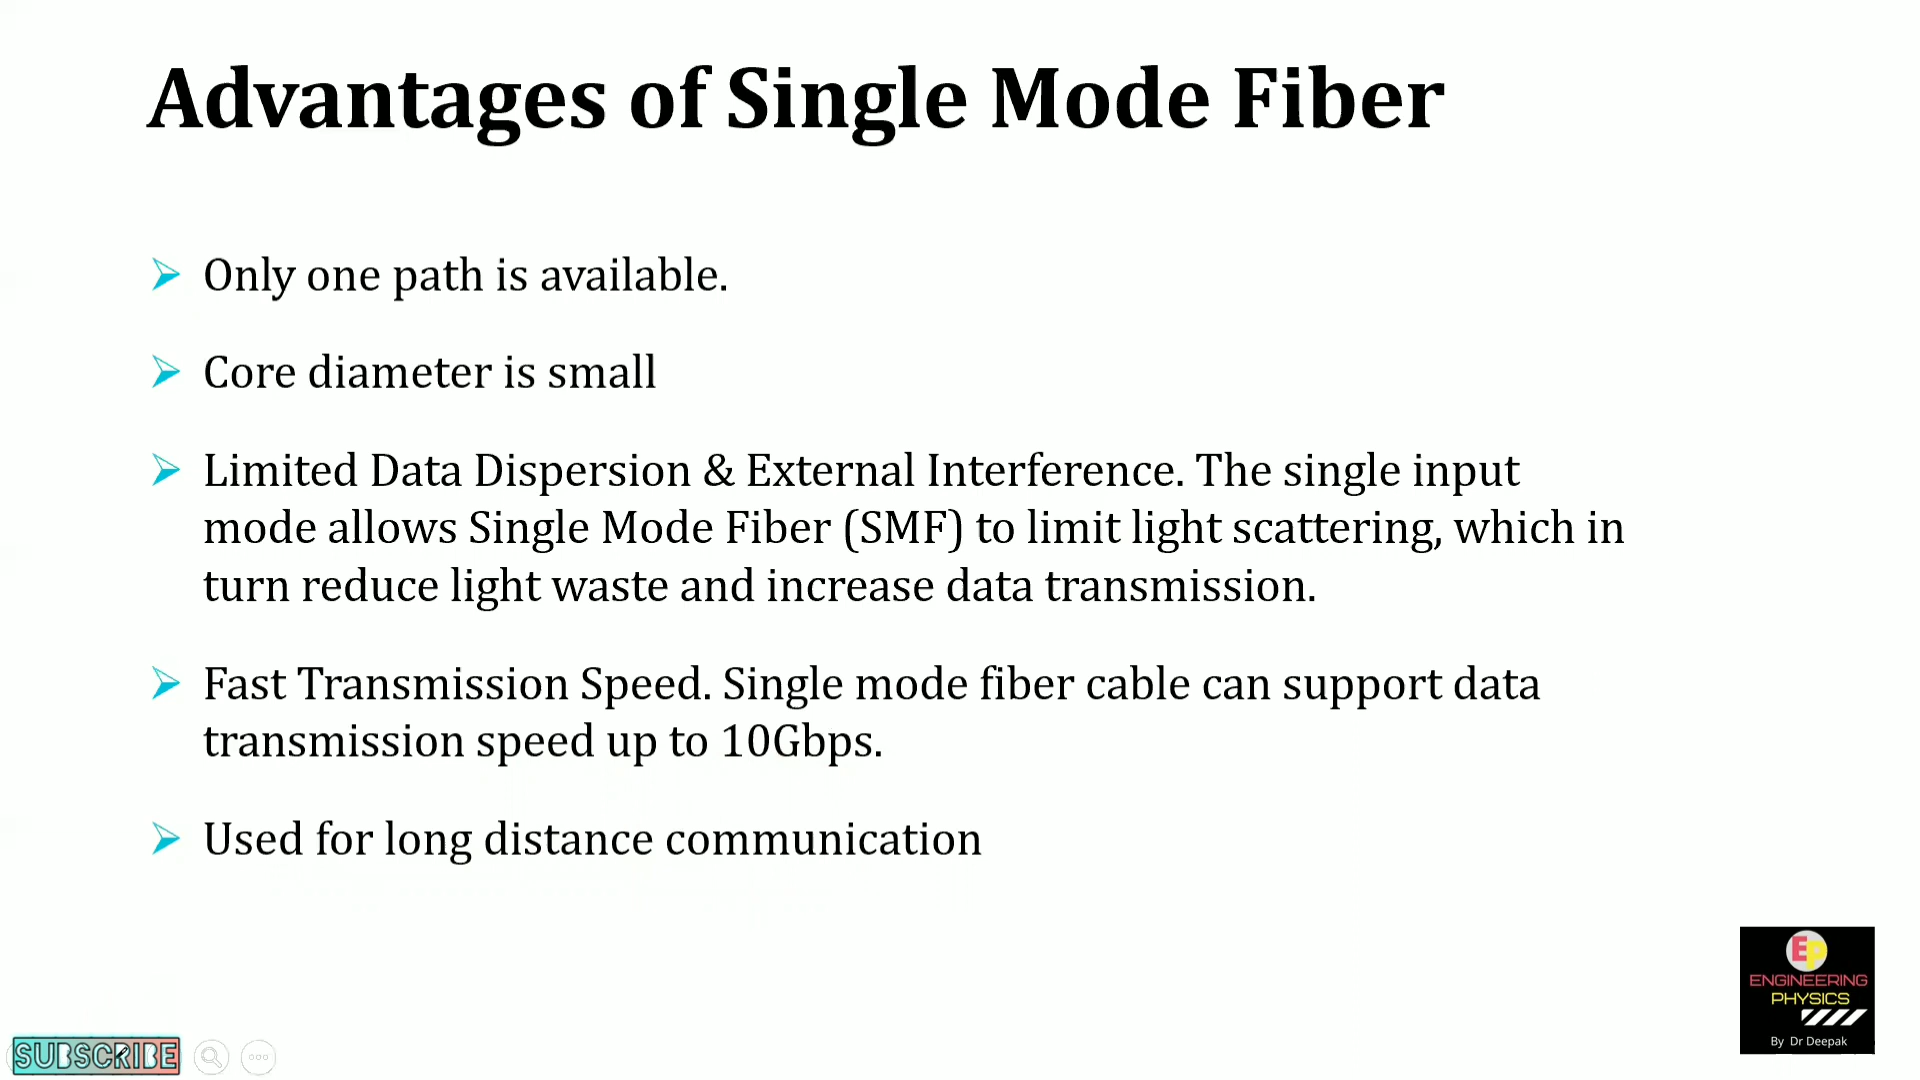 Advantages of Single Mode Fiber
Only one path is available.
Core diameter is small
Limited Data Dispersion & External Interference. The single input
mode allows Single Mode Fiber (SMF) to limit light scattering, which in
turn reduce light waste and increase data transmission.
Fast Transmission Speed. Single mode fiber cable can support data
transmission speed up to 10Gbps.
Used for long distance communication
EP
ENGINEERING
PHYSICS
By Dr Deepak
SUBSCRIBE